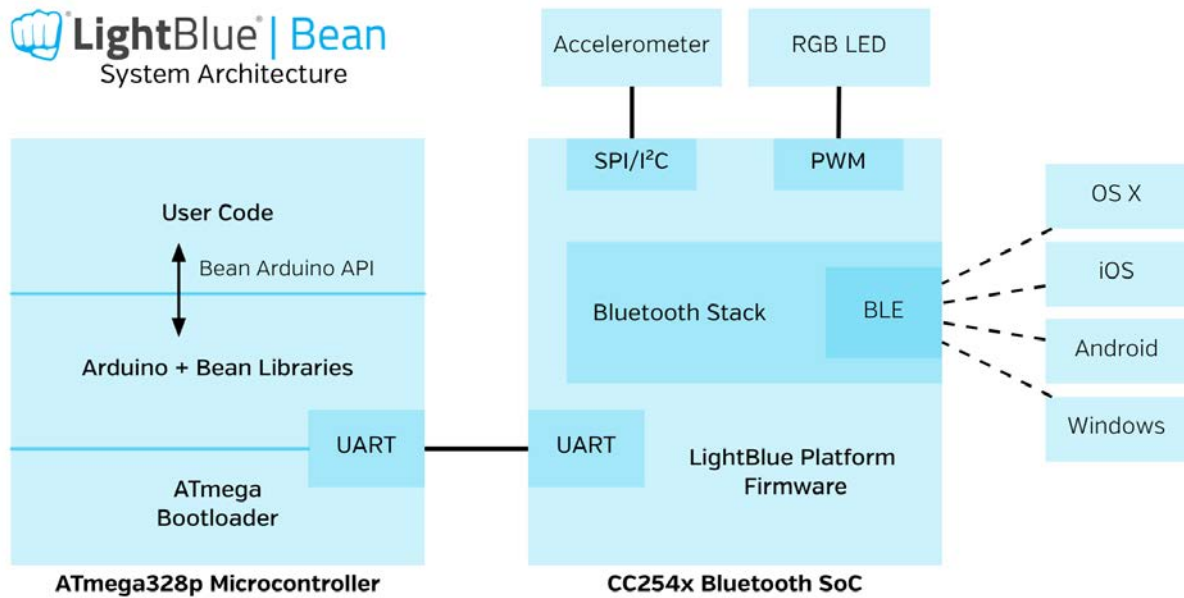 LightBlue® | Bean
System Architecture
Accelerometer
RGB LED
SPI/I²C
PWM
User Code
Bean Arduino API
Arduino + Bean Libraries
UART
ATmega
Bootloader
ATmega328p Microcontroller
Bluetooth Stack
BLE
UART
LightBlue Platform
Firmware
CC254x Bluetooth SoC
OS X
iOS
Android
Windows